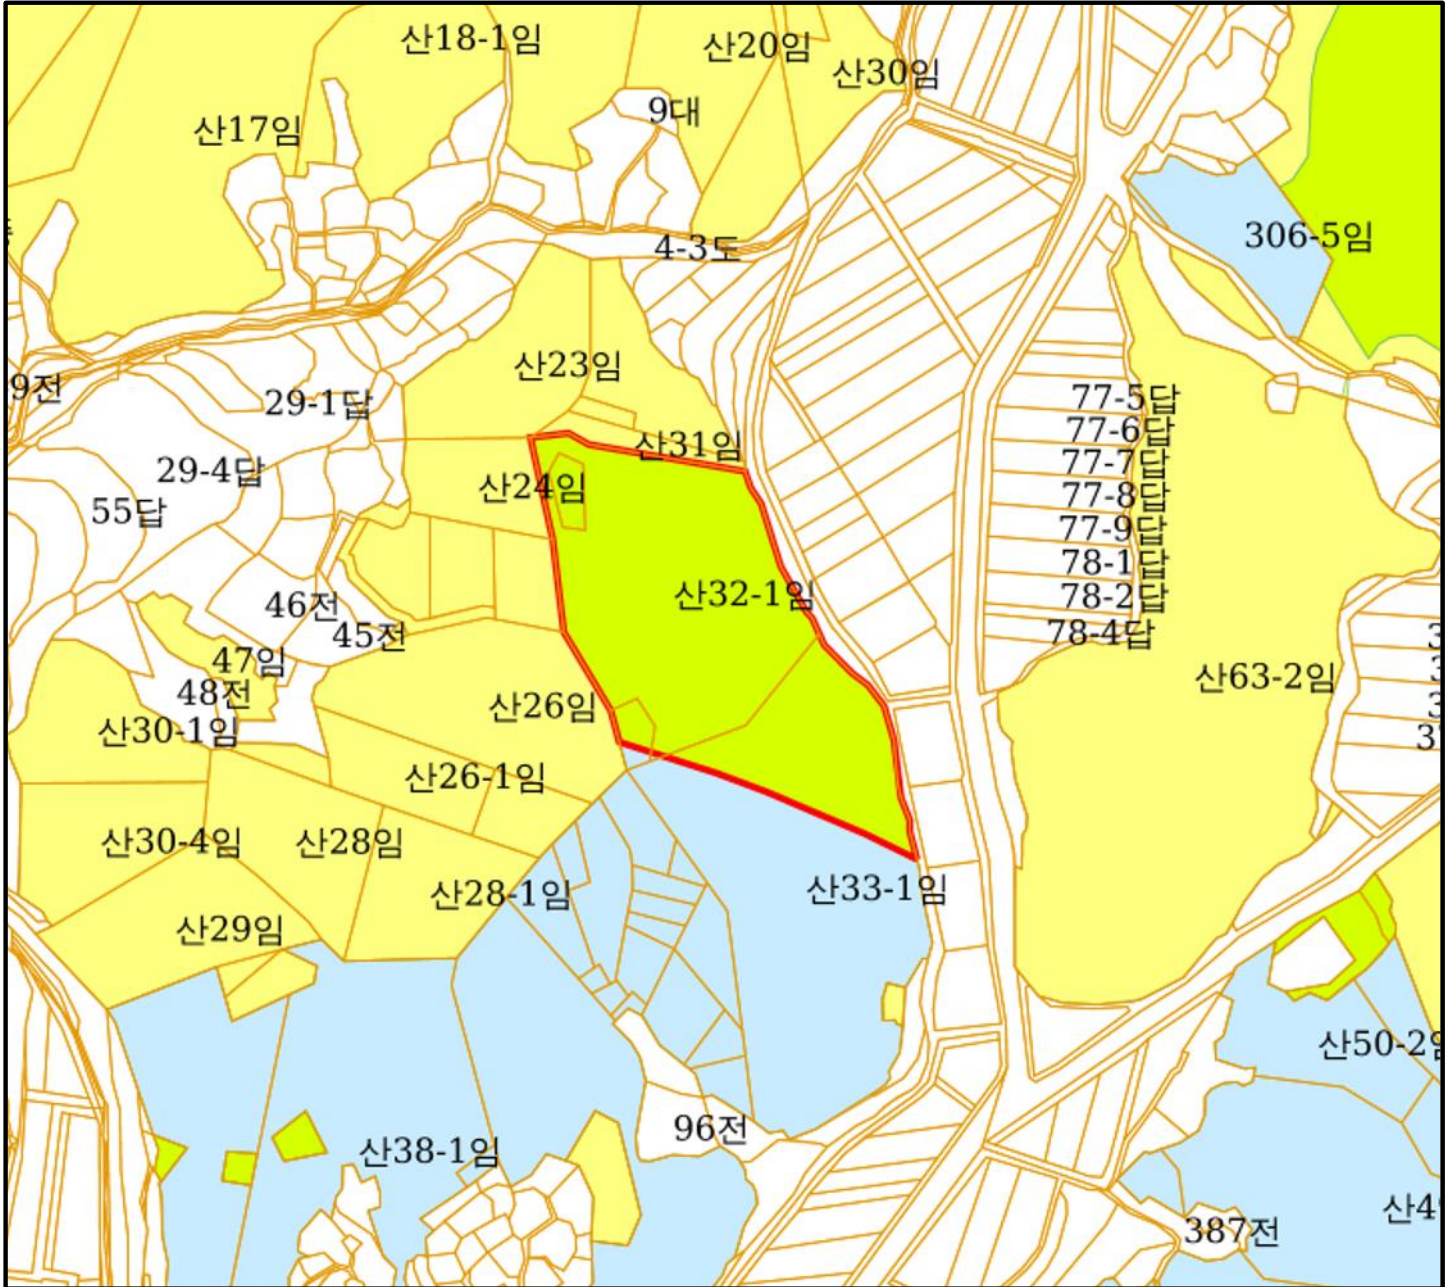 산18-1임
산20임
산30임
9대
산17임
306-5임
4-3도
산23임
9전
29-1답
77-5답
77-6답
산31임
77-7답
29-4답
산24임
77-8답
55답
77-9답
78-1답
산32-1임
78-2답
46전
45전
78-4답
47임
산63-2임
48전
산26임
산30-1임
산26-1임
산30-4임
산28임
산28-1임
산33-1임
산29임
산50-2임
96전
산38-1임
산4
387전